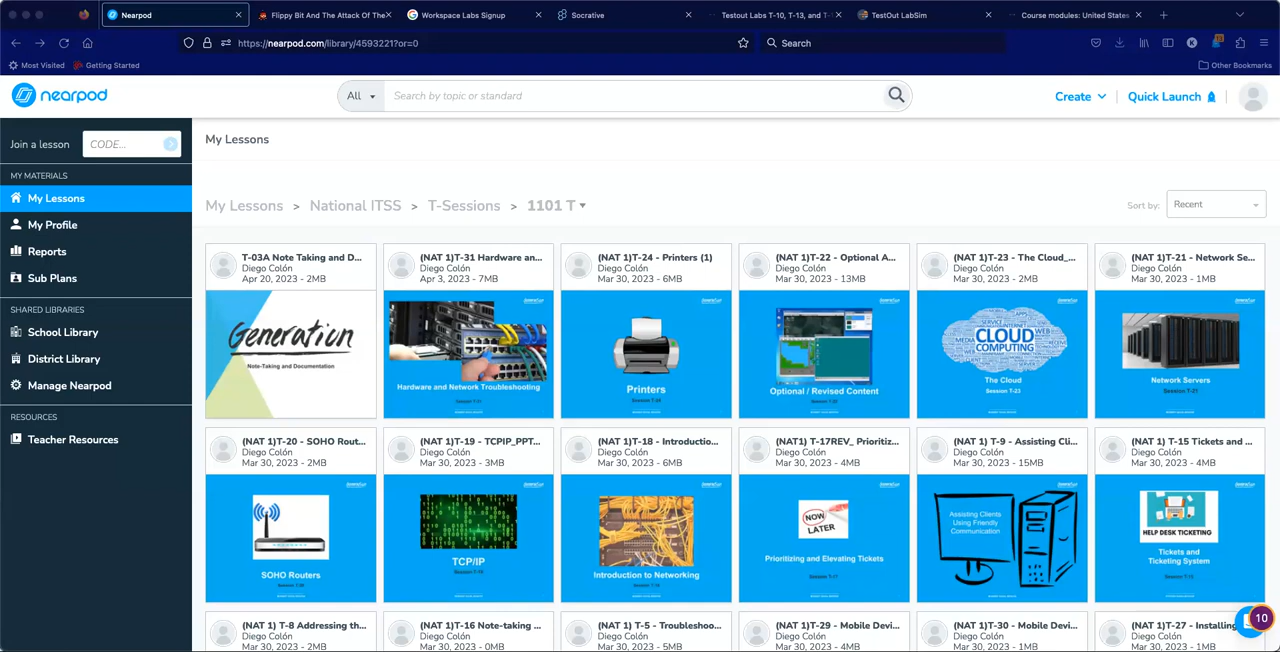 Nearpod
Flippy Bit And The Attack Of The
Workspace Labs Signup
Socrative
Testout Labs T-10, T-13, and T-1
TestOut LabSim
Course modules: United States
https://nearpod.com/library/4593221?or=0
Search
Most Visited
Getting Started
Other Bookmarks
nearpod
All
Search by topic or standard
Create
Quick Launch
Join a lesson
CODE...
MY MATERIALS
My Lessons
My Profile
Reports
Sub Plans
SHARED LIBRARIES
School Library
District Library
Manage Nearpod
RESOURCES
Teacher Resources
My Lessons
My Lessons > National ITSS > T-Sessions > 1101 T
Sort by:
Recent
T-03A Note Taking and D...
Diego Colón
Apr 20, 2023 - 2MB
Generation
Note-Taking and Documentation
(NAT 1)T-31 Hardware an...
Diego Colón
Apr 3, 2023 - 7MB
Hardware and Network Troubleshooting
(NAT 1)T-24 - Printers (1)
Diego Colón
Mar 30, 2023 - 6MB
Printers
Session T-24
(NAT 1)T-22 - Optional A...
Diego Colón
Mar 30, 2023 - 13MB
Optional / Revised Content
(NAT 1)T-23 - The Cloud_...
Diego Colón
Mar 30, 2023 - 2MB
CLOUD
COMPUTING
The Cloud
Session T-23
(NAT 1)T-21 - Network Se...
Diego Colón
Mar 30, 2023 - 1MB
Network Servers
Session T-21
(NAT 1)T-20 - SOHO Rout...
Diego Colón
Mar 30, 2023 - 2MB
SOHO Routers
(NAT 1)T-19 - TCPIP_PPT...
Diego Colón
Mar 30, 2023 - 3MB
TCP/IP
(NAT 1)T-18 - Introductio...
Diego Colón
Mar 30, 2023 - 6MB
Introduction to Networking
(NAT1) T-17REV_ Prioritiz...
Diego Colón
Mar 30, 2023 - 4MB
NOW
LATER
Prioritizing and Elevating Tickets
(NAT 1) T-9 - Assisting Cli...
Diego Colón
Mar 30, 2023 - 15MB
Assisting Clients
Using Friendly
Communication
(NAT 1) T-15 Tickets and ...
Diego Colón
Mar 30, 2023 - 4MB
HELP DESK TICKETING
Tickets and
Ticketing System
(NAT 1) T-8 Addressing th...
Diego Colón
Mar 30, 2023 - 2MB
(NAT 1)T-16 Note-taking ...
Diego Colón
Mar 30, 2023 - 0MB
(NAT 1) T-5 - Troubleshoo...
Diego Colón
Mar 30, 2023 - 5MB
(NAT 1)T-29 - Mobile Devi...
Diego Colón
Mar 30, 2023 - 4MB
(NAT 1)T-30 - Mobile Devi...
Diego Colón
Mar 30, 2023 - 1MB
(NAT 1)T-27 - Installing
Diego Colón
Mar 30, 2023 - 1MB
10